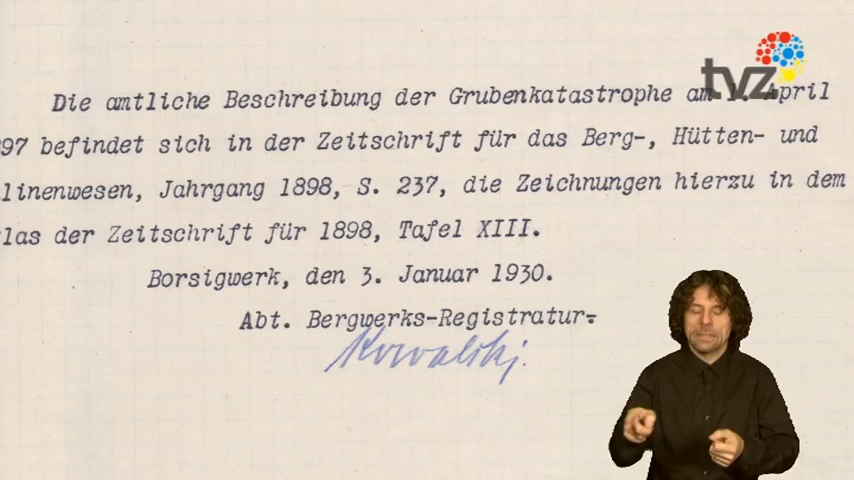 tvz
Die amtliche Beschreibung der Grubenkatastrophe am 1. April
97 befindet sich in der Zeitschrift für das Berg-, Hütten- und
linenwesen, Jahrgang 1898, S. 237, die Zeichnungen hierzu in dem
las der Zeitschrift für 1898, Tafel XIII.
Borsigwerk, den 3. Januar 1930.
Abt. Bergwerks-Registratur.
Kowalski.